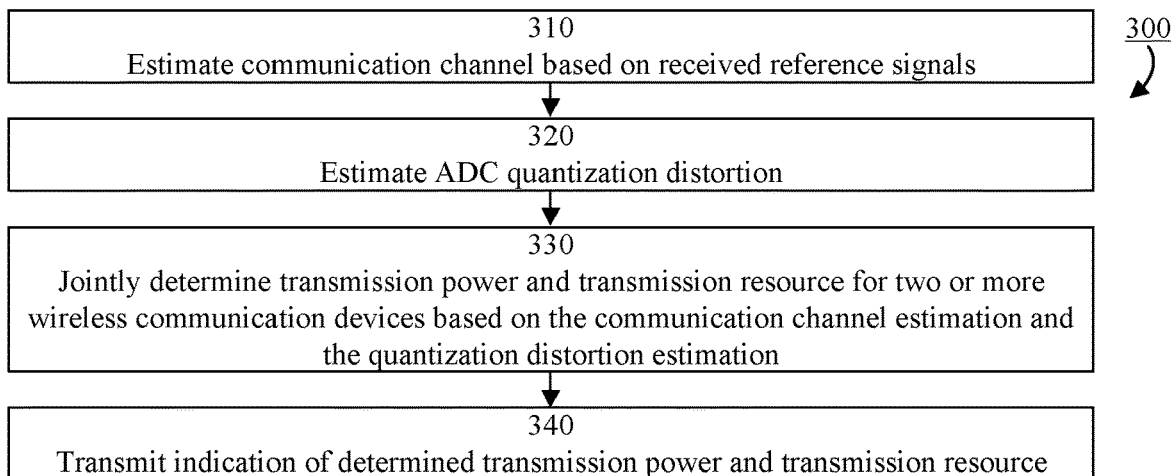 310
300
Estimate communication channel based on received reference signals
320
Estimate ADC quantization distortion
330
Jointly determine transmission power and transmission resource for two or more
wireless communication devices based on the communication channel estimation and
the quantization distortion estimation
340
Transmit indication of determined transmission power and transmission resource